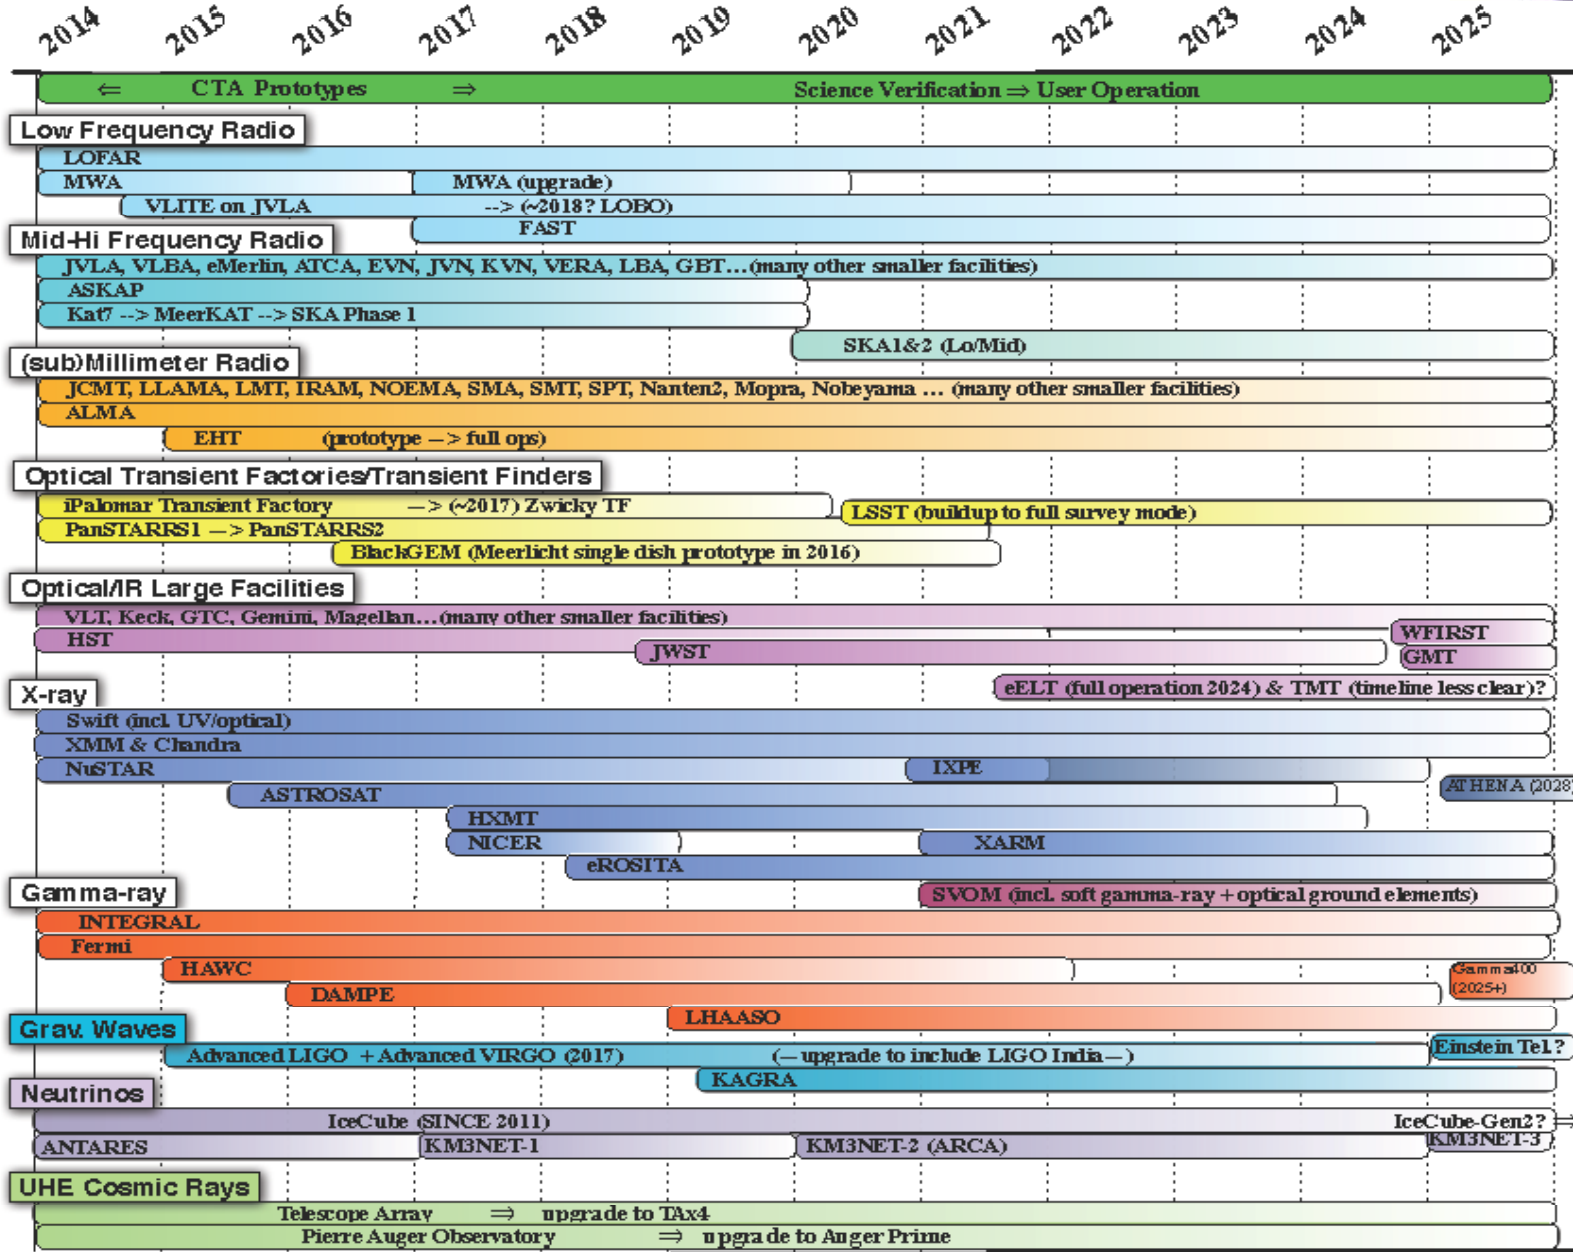 2014 2015 2016 2017 2018 2019 2020 2021 2022 2023 2024 2025
⇐ CTA Prototypes ⇒ Science Verification ⇒ User Operation
Low Frequency Radio
LOFAR
MWA MWA (upgrade)
VLITE on JVLA --> (~2018? LOBO)
FAST
Mid-Hi Frequency Radio
JVLA, VLBA, eMerlin, ATCA, EVN, JVN, KVN, VERA, LBA, GBT...(many other smaller facilities)
ASKAP
Kat7 --> MeerKAT --> SKA Phase 1
SKA1&2 (Lo/Mid)
(sub)Millimeter Radio
JCMT, LLAMA, LMT, IRAM, NOEMA, SMA, SMT, SPT, Nanten2, Mopra, Nobeyama ... (many other smaller facilities)
ALMA
EHT (prototype —> full ops)
Optical Transient Factories/Transient Finders
iPalomar Transient Factory —> (~2017) Zwicky TF
LSST (buildup to full survey mode)
PanSTARRS1 —> PanSTARRS2
BlackGEM (Meerlicht single dish prototype in 2016)
Optical/IR Large Facilities
VLT, Keck, GTC, Gemini, Magellan...(many other smaller facilities)
HST WFIRST
JWST GMT
eELT (full operation 2024) & TMT (timeline less clear)?
X-ray
Swift (incl. UV/optical)
XMM & Chandra
NuSTAR IXPE
ATHENA (2028)
ASTROSAT
HXMT
NICER XARM
eROSITA
Gamma-ray
SVOM (incl. soft gamma-ray + optical ground elements)
INTEGRAL
Fermi
HAWC Gamma400
(2025+)
DAMPE
LHAASO
Grav. Waves
Advanced LIGO + Advanced VIRGO (2017) (—upgrade to include LIGO India—) Einstein Tel.?
KAGRA
Neutrinos
IceCube (SINCE 2011) IceCube-Gen2? ⇒
ANTARES KM3NET-1 KM3NET-2 (ARCA) KM3NET-3
UHE Cosmic Rays
Telescope Array ⇒ upgrade to TAx4
Pierre Auger Observatory ⇒ upgrade to Auger Prime